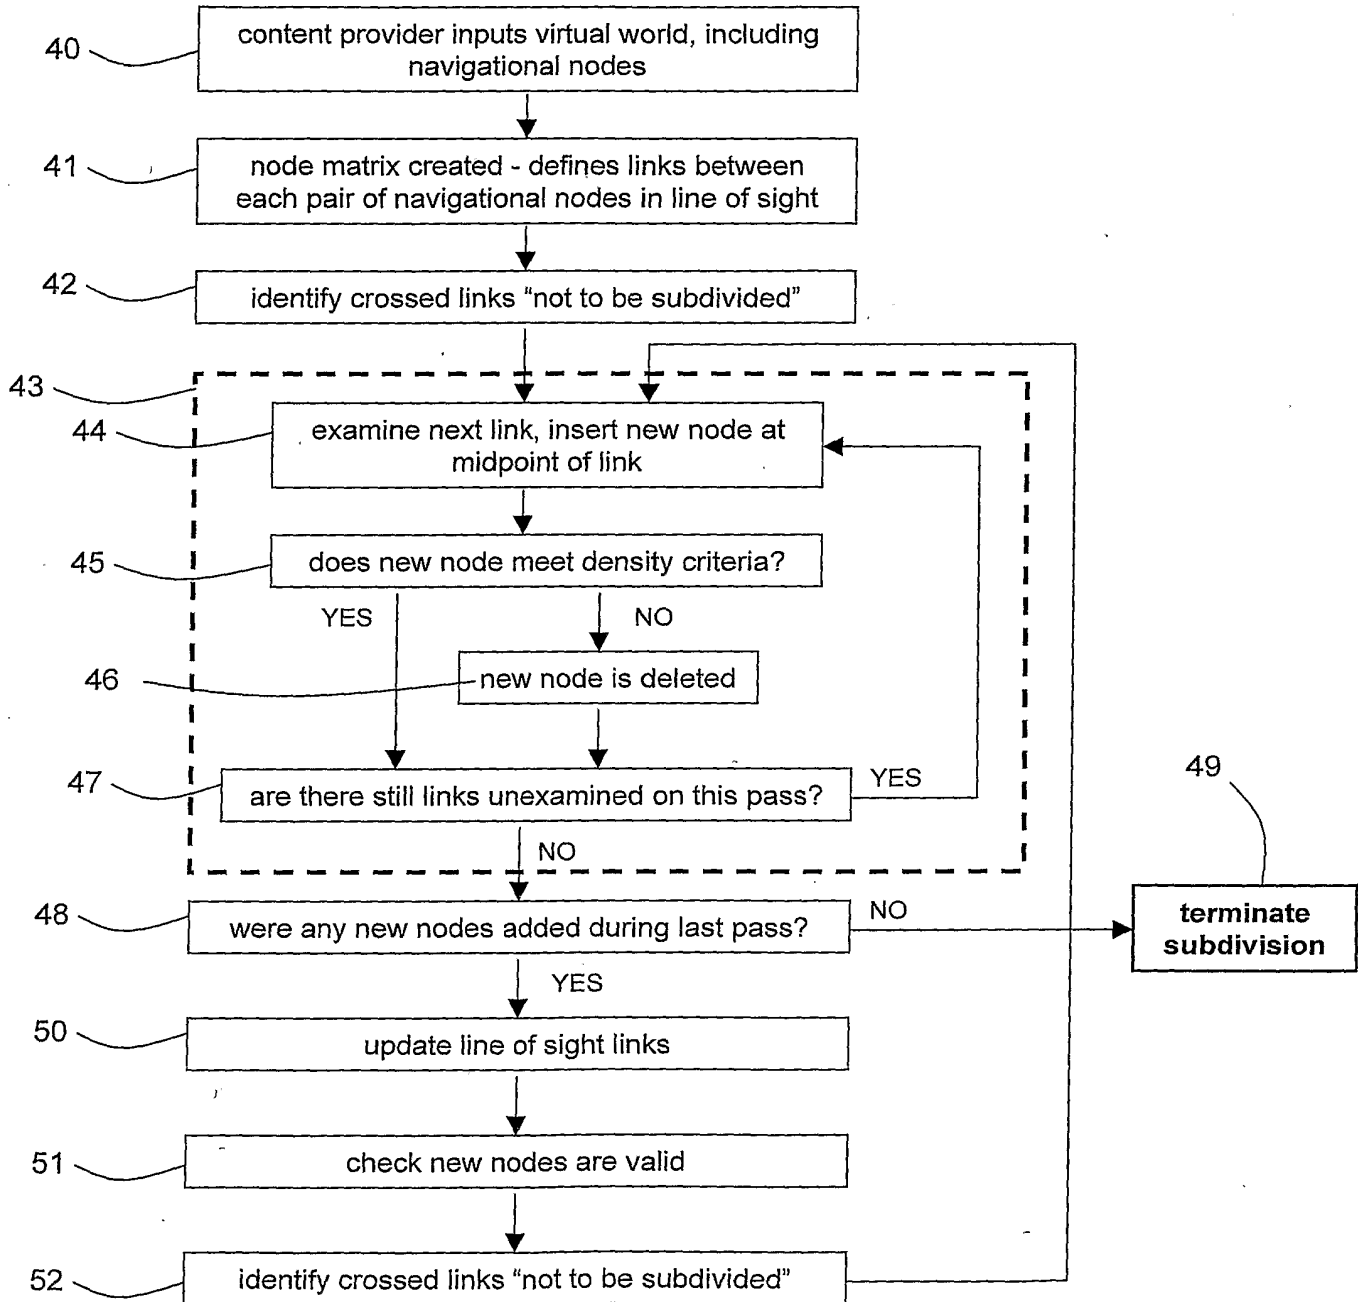 40
content provider inputs virtual world, including
navigational nodes
41
node matrix created - defines links between
each pair of navigational nodes in line of sight
42
identify crossed links “not to be subdivided”
43
44
examine next link, insert new node at
midpoint of link
45
does new node meet density criteria?
YES
NO
46
new node is deleted
47
are there still links unexamined on this pass?
YES
49
NO
48
were any new nodes added during last pass?
NO
terminate
subdivision
YES
50
update line of sight links
51
check new nodes are valid
52
identify crossed links “not to be subdivided”